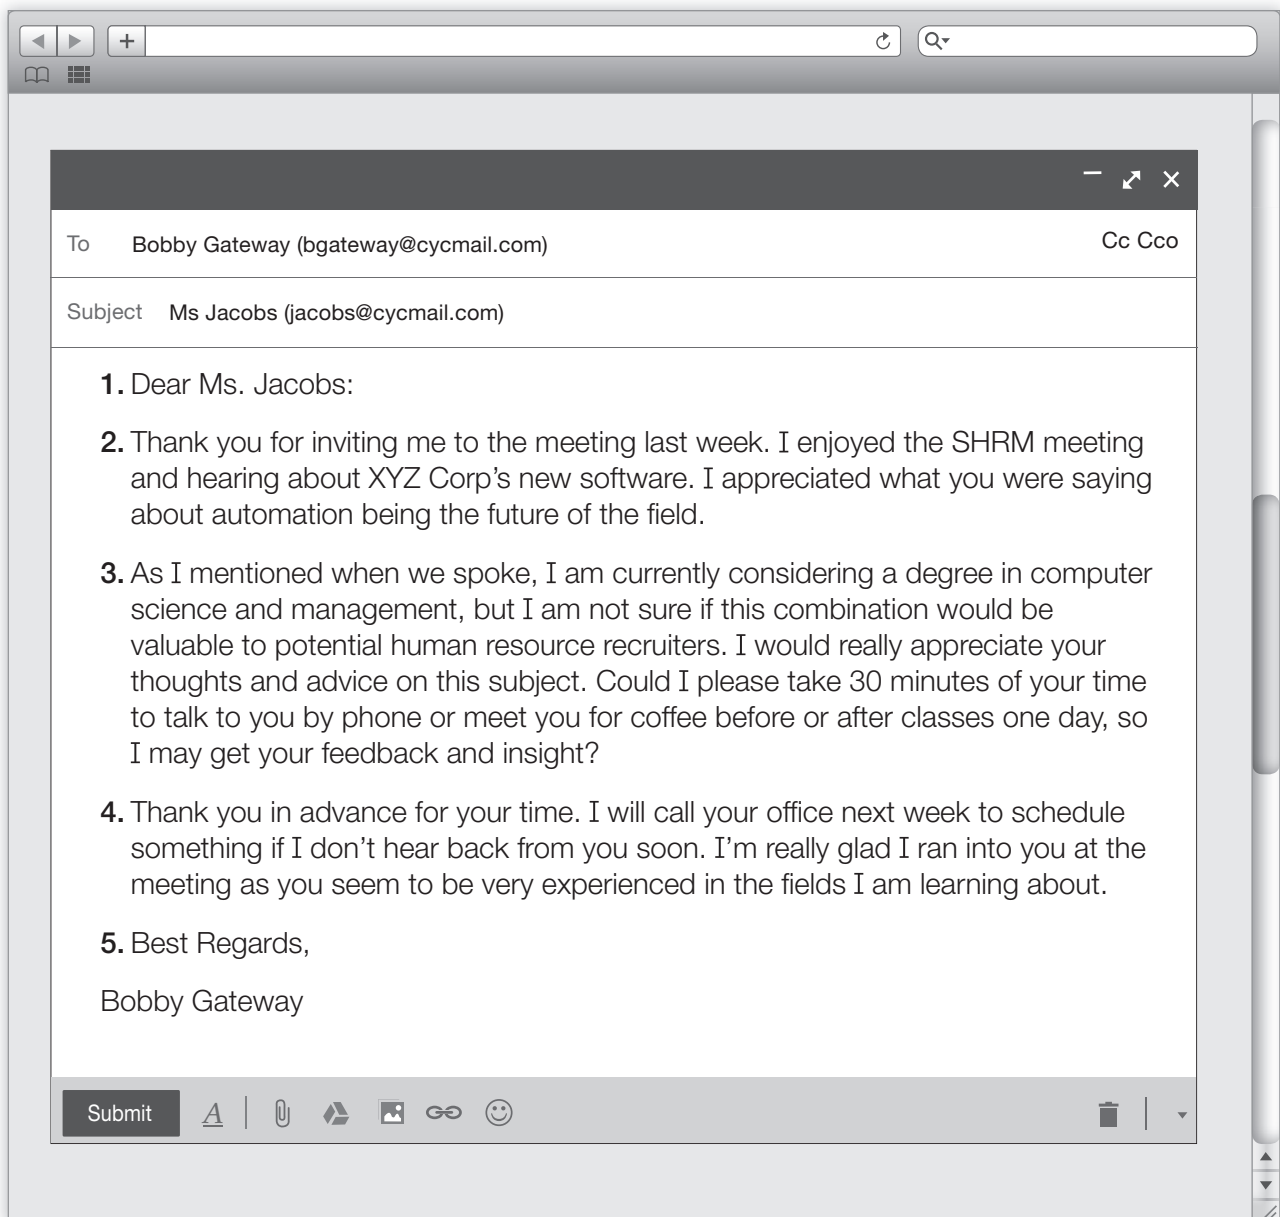 To Bobby Gateway (bgateway@cycmail.com) Cc Cco
Subject Ms Jacobs (jacobs@cycmail.com)
1. Dear Ms. Jacobs:
2. Thank you for inviting me to the meeting last week. I enjoyed the SHRM meeting
and hearing about XYZ Corp's new software. I appreciated what you were saying
about automation being the future of the field.
3. As I mentioned when we spoke, I am currently considering a degree in computer
science and management, but I am not sure if this combination would be
valuable to potential human resource recruiters. I would really appreciate your
thoughts and advice on this subject. Could I please take 30 minutes of your time
to talk to you by phone or meet you for coffee before or after classes one day, so
I may get your feedback and insight?
4. Thank you in advance for your time. I will call your office next week to schedule
something if I don't hear back from you soon. I'm really glad I ran into you at the
meeting as you seem to be very experienced in the fields I am learning about.
5. Best Regards,
Bobby Gateway
Submit A